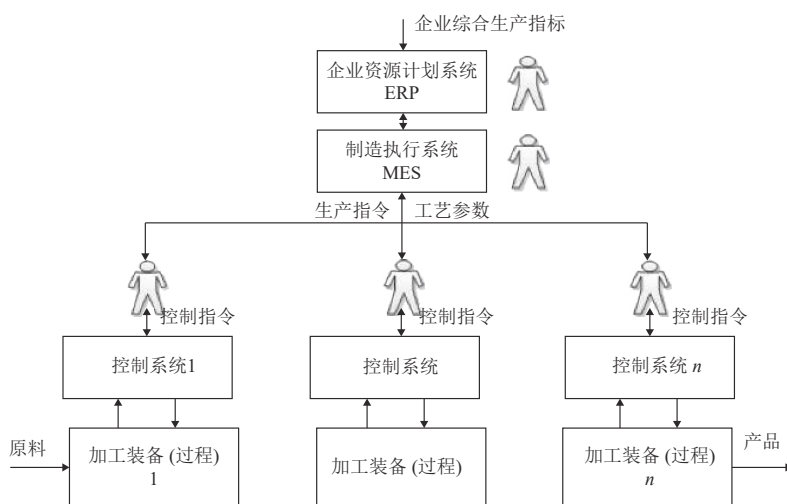 企业综合生产指标
企业资源计划系统
ERP
制造执行系统
MES
生产指令 工艺参数
控制指令 控制指令 控制指令
控制系统1 控制系统 控制系统 n
原料 产品
加工装备 (过程) 加工装备 (过程) 加工装备 (过程)
1 n